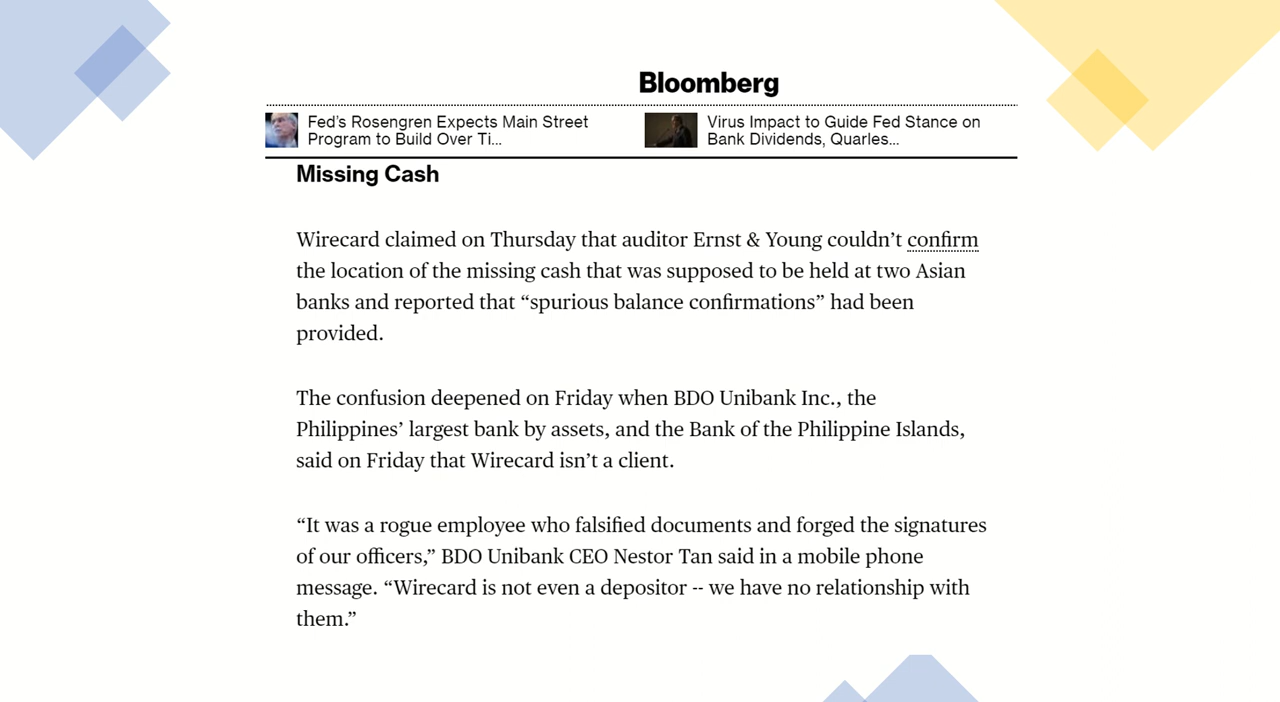 Bloomberg
Fed’s Rosengren Expects Main Street
Program to Build Over Ti...
Virus Impact to Guide Fed Stance on
Bank Dividends, Quarles...
Missing Cash
Wirecard claimed on Thursday that auditor Ernst & Young couldn’t confirm
the location of the missing cash that was supposed to be held at two Asian
banks and reported that “spurious balance confirmations” had been
provided.
The confusion deepened on Friday when BDO Unibank Inc., the
Philippines’ largest bank by assets, and the Bank of the Philippine Islands,
said on Friday that Wirecard isn’t a client.
“It was a rogue employee who falsified documents and forged the signatures
of our officers,” BDO Unibank CEO Nestor Tan said in a mobile phone
message. “Wirecard is not even a depositor -- we have no relationship with
them.”